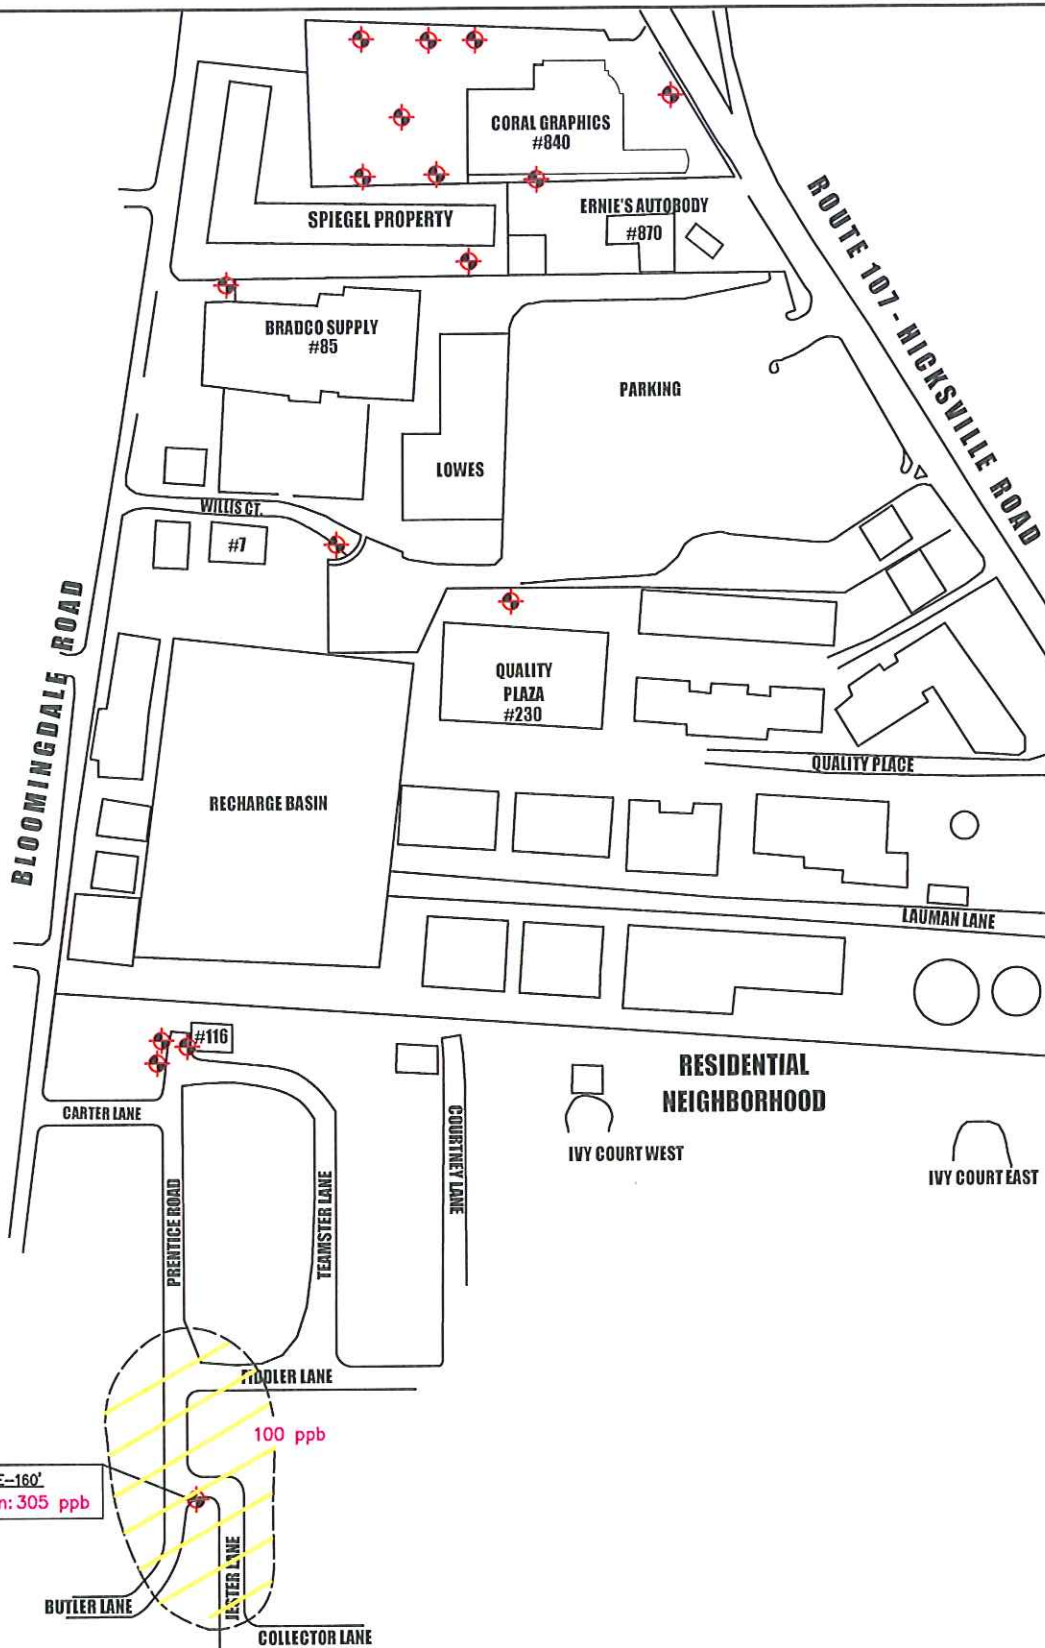 CORAL GRAPHICS
#840
SPIEGEL PROPERTY
ERNIE'S AUTOBODY
#870
ROUTE 107 - HICKSVILLE ROAD
BRADCO SUPPLY
#85
PARKING
LOWES
WILLIS CT.
#7
BLOOMINGDALE ROAD
QUALITY
PLAZA
#230
QUALITY PLACE
RECHARGE BASIN
LAUMAN LANE
#116
RESIDENTIAL
NEIGHBORHOOD
CARTER LANE
COURTNEY LANE
IVY COURT WEST
IVY COURT EAST
PRENTICE ROAD
TEAMSTER LANE
FIDDLER LANE
100 ppb
E-160'
n: 305 ppb
JESTER LANE
BUTLER LANE
COLLECTOR LANE